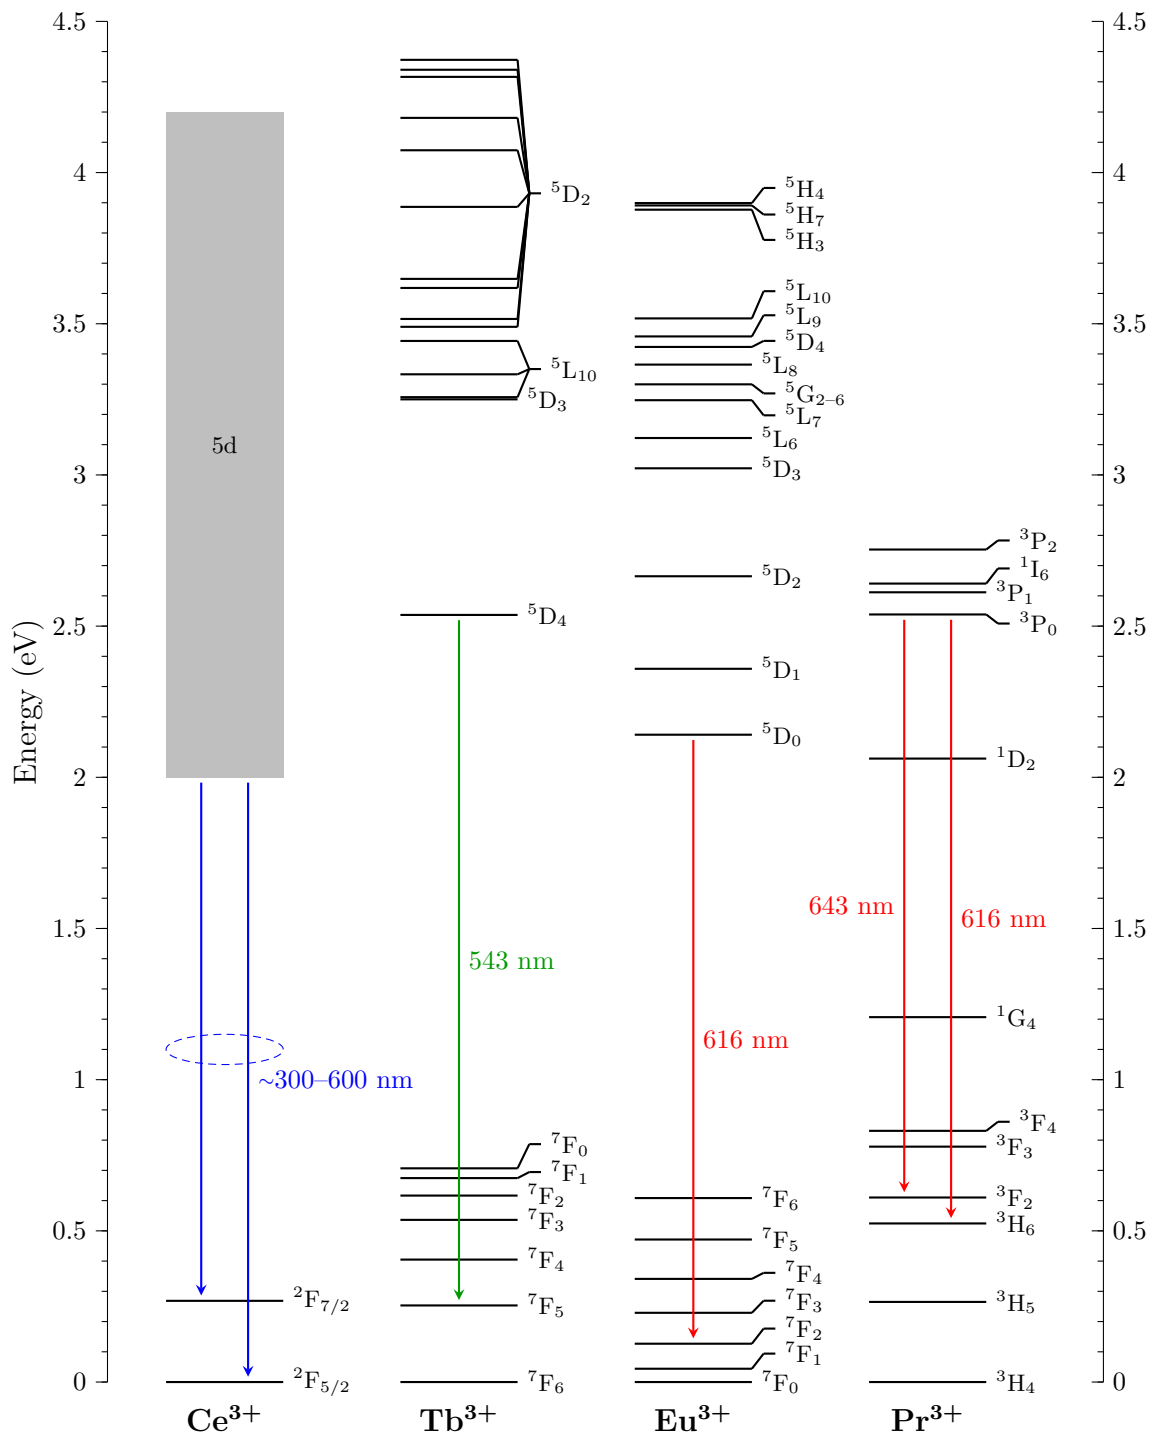 Energy (eV)
4.5
4
3.5
3
2.5
2
1.5
1
0.5
0
5d
~300–600 nm
²F₇/₂
²F₅/₂
Ce³⁺
⁵D₂
⁵L₁₀
⁵D₃
⁵D₄
543 nm
⁷F₀
⁷F₁
⁷F₂
⁷F₃
⁷F₄
⁷F₅
⁷F₆
Tb³⁺
⁵H₄
⁵H₇
⁵H₃
⁵L₁₀
⁵L₉
⁵D₄
⁵L₈
⁵G₂₋₆
⁵L₇
⁵L₆
⁵D₃
⁵D₂
⁵D₁
⁵D₀
616 nm
⁷F₆
⁷F₅
⁷F₄
⁷F₃
⁷F₂
⁷F₁
⁷F₀
Eu³⁺
³P₂
¹I₆
³P₁
³P₀
¹D₂
643 nm
616 nm
¹G₄
³F₄
³F₃
³F₂
³H₆
³H₅
³H₄
Pr³⁺
4.5
4
3.5
3
2.5
2
1.5
1
0.5
0